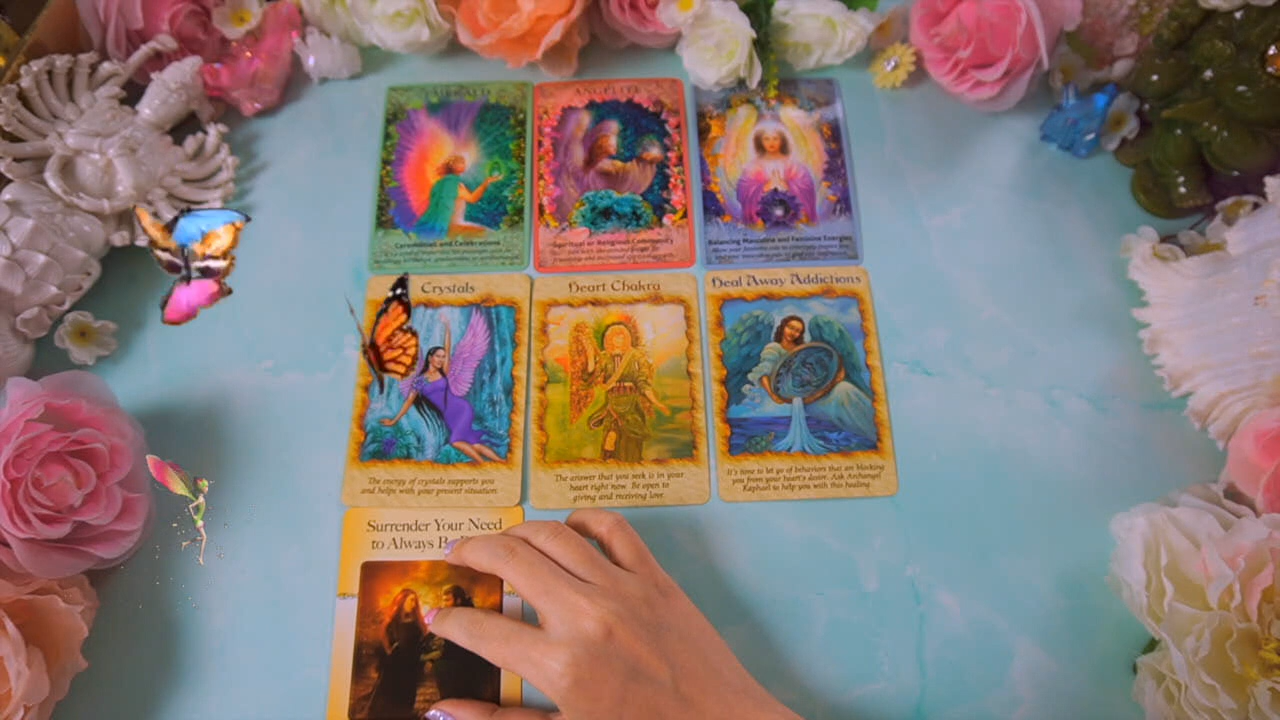 EMERALD
ANGELITE
Ceremonies and Celebrations
Spiritual or Religious Community
Balancing Masculine and Feminine Energies
Crystals
Heart Chakra
Heal Away Addictions
The energy of crystals supports you
and helps with your present situation.
The answer that you seek is in your
heart right now. Be open to
giving and receiving love.
It's time to let go of behaviors that are blocking
you from your heart's desire. Ask Archangel
Raphael to help you with this healing.
Surrender Your Need
to Always Be